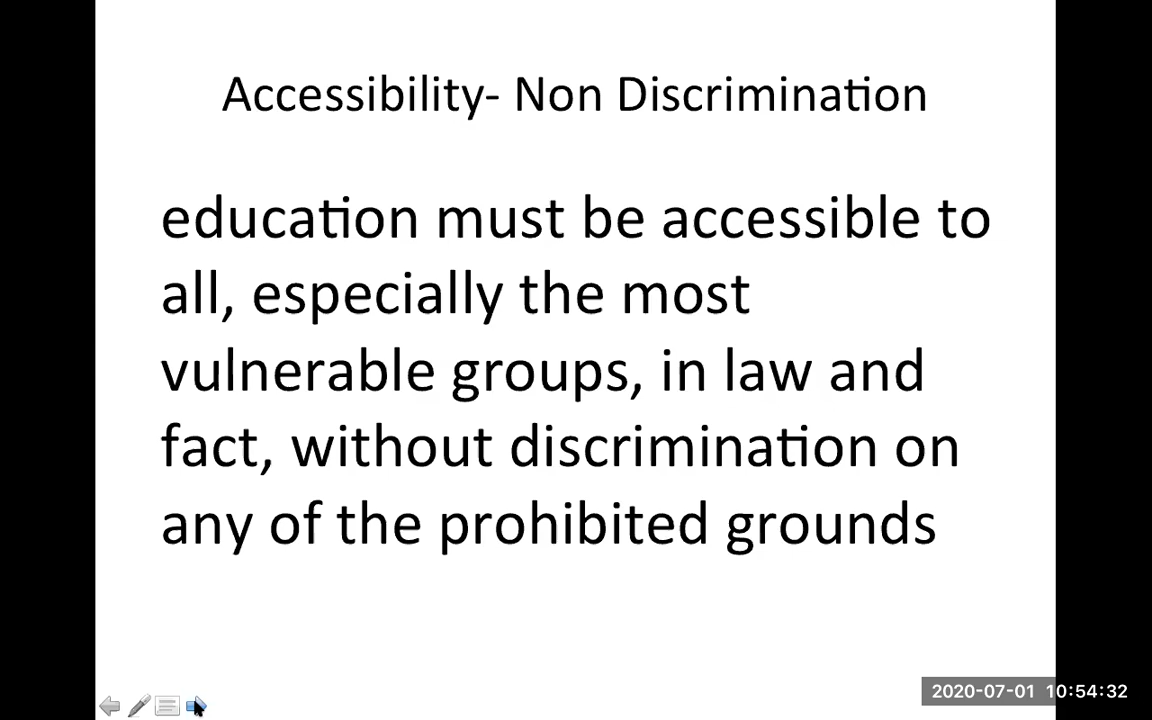 Accessibility- Non Discrimination
education must be accessible to
all, especially the most
vulnerable groups, in law and
fact, without discrimination on
any of the prohibited grounds
2020-07-01 10:54:32